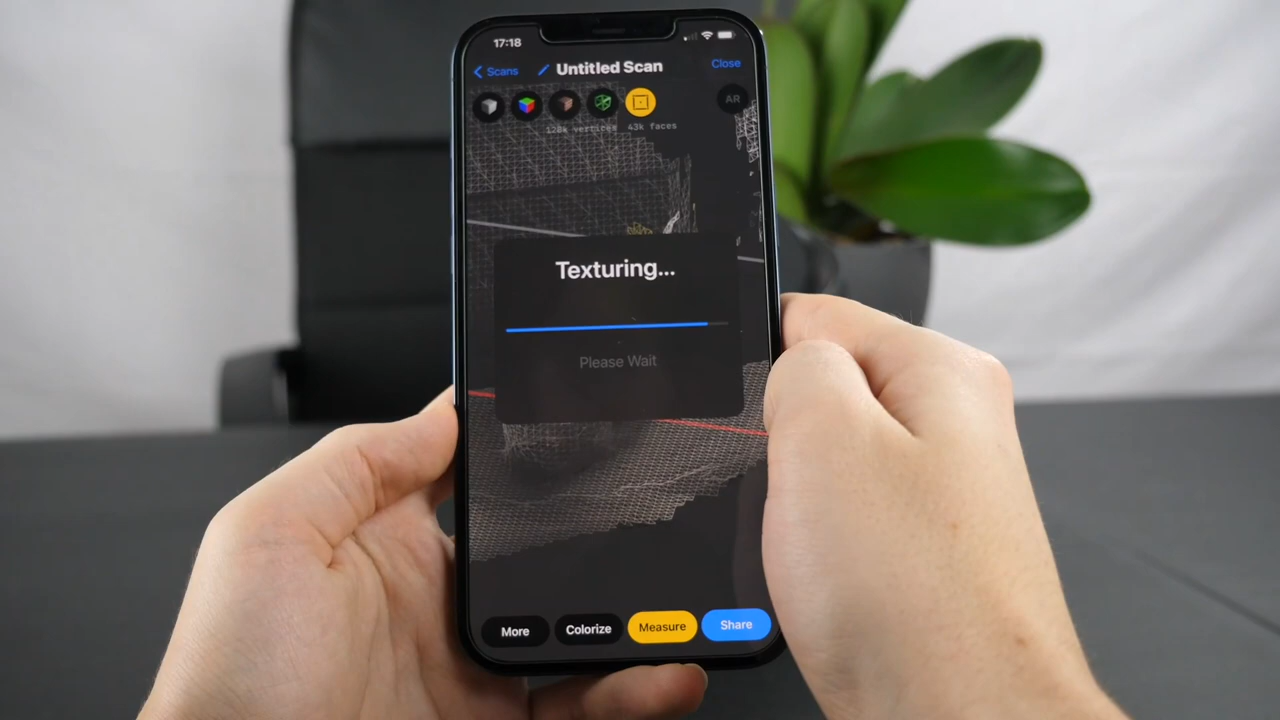 17:18
Scans
Untitled Scan
Close
AR
128k vertices 43k faces
Texturing...
Please Wait
More
Colorize
Measure
Share